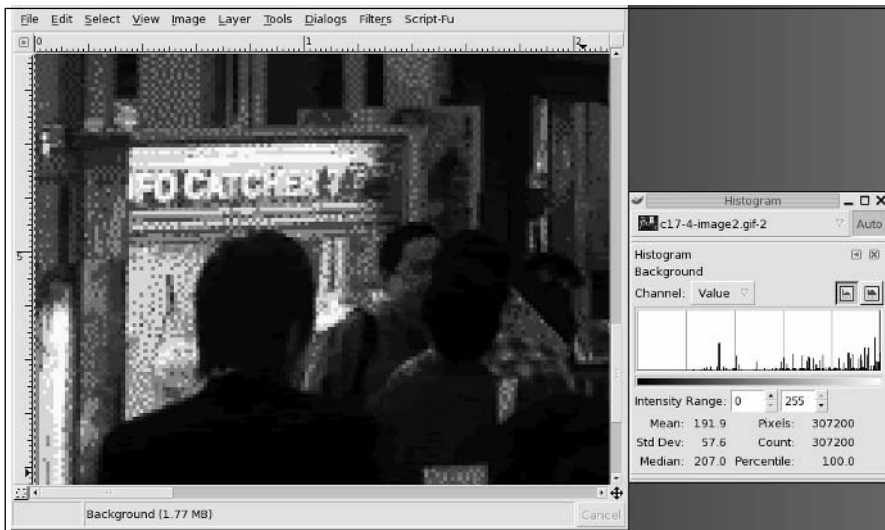 File Edit Select View Image Layer Tools Dialogs Filters Script-Fu
0 1 2
5
FO CATCHER
Background (1.77 MB) Cancel
Histogram
c17-4-image2.gif-2 Auto
Histogram
Background
Channel: Value
Intensity Range: 0 255
Mean: 191.9 Pixels: 307200
Std Dev: 57.6 Count: 307200
Median: 207.0 Percentile: 100.0